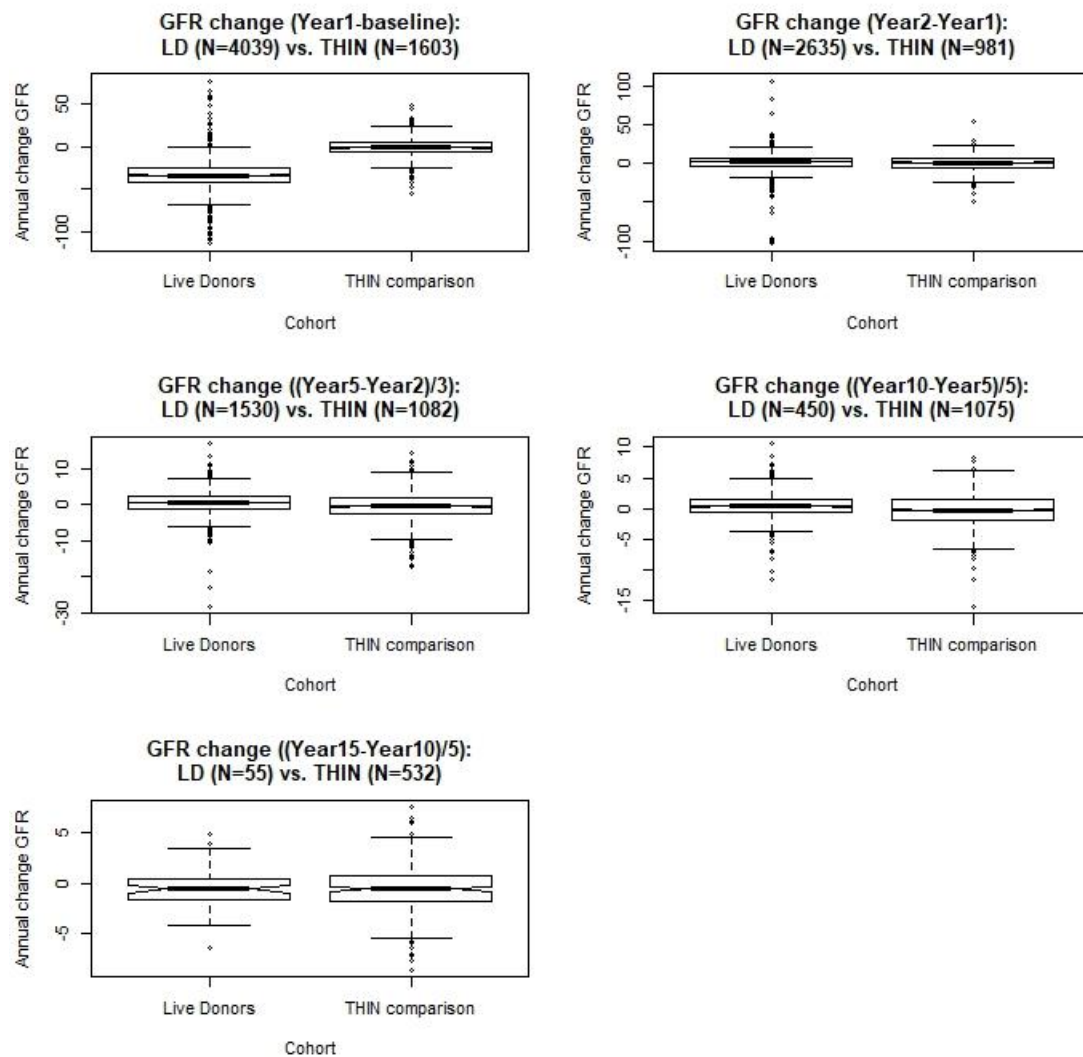 GFR change (Year1-baseline):
LD (N=4039) vs. THIN (N=1603)
Annual change GFR
50
0
-100
Live Donors
THIN comparison
Cohort
GFR change (Year2-Year1):
LD (N=2635) vs. THIN (N=981)
Annual change GFR
100
50
0
-100
Live Donors
THIN comparison
Cohort
GFR change ((Year5-Year2)/3):
LD (N=1530) vs. THIN (N=1082)
Annual change GFR
10
0
-10
-30
Live Donors
THIN comparison
Cohort
GFR change ((Year10-Year5)/5):
LD (N=450) vs. THIN (N=1075)
Annual change GFR
10
5
0
-5
-15
Live Donors
THIN comparison
Cohort
GFR change ((Year15-Year10)/5):
LD (N=55) vs. THIN (N=532)
Annual change GFR
5
0
-5
Live Donors
THIN comparison
Cohort